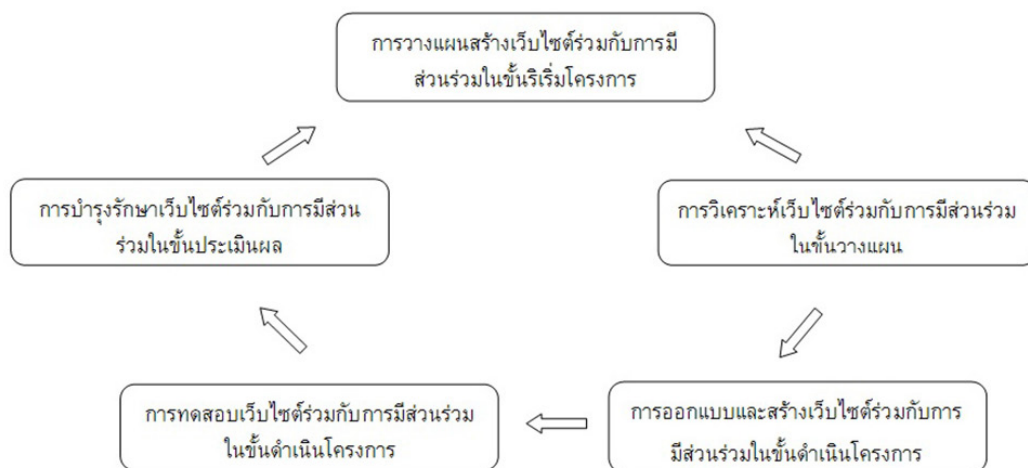 การวางแผนสร้างเว็บไซต์ร่วมกับการมี
ส่วนร่วมในขั้นริเริ่มโครงการ
การบำรุงรักษาเว็บไซต์ร่วมกับการมีส่วน
ร่วมในขั้นประเมินผล
การวิเคราะห์เว็บไซต์ร่วมกับการมีส่วนร่วม
ในขั้นวางแผน
การทดสอบเว็บไซต์ร่วมกับการมีส่วนร่วม
ในขั้นดำเนินโครงการ
การออกแบบและสร้างเว็บไซต์ร่วมกับการ
มีส่วนร่วมในขั้นดำเนินโครงการ